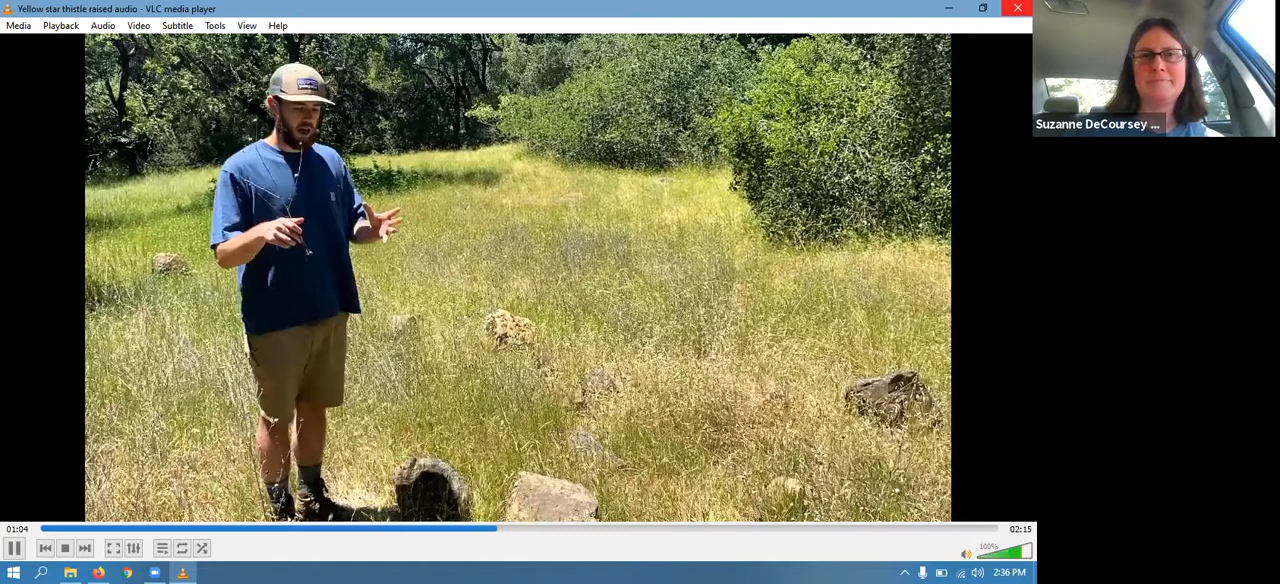 Yellow star thistle raised audio - VLC media player
Media Playback Audio Video Subtitle Tools View Help
Suzanne DeCoursey ...
01:04
02:15
100%
2:36 PM